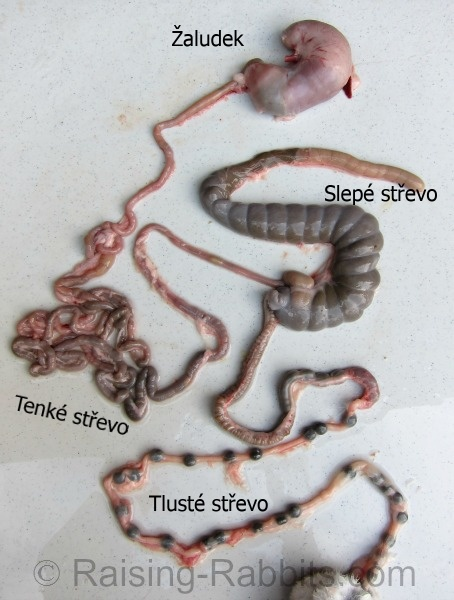 Žaludek
Slepé střevo
Tenké střevo
Tlusté střevo
© Raising-Rabbits.com